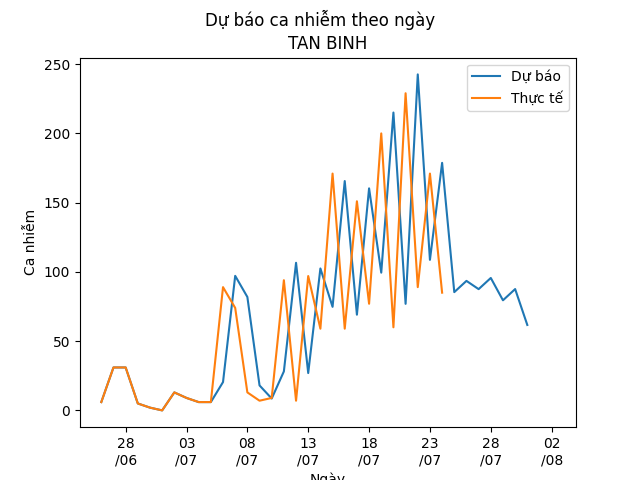 Dự báo ca nhiễm theo ngày
TAN BINH
Dự báo
Thực tế
Ca nhiễm
250
200
150
100
50
0
28 03 08 13 18 23 28 02
/06 /07 /07 /07 /07 /07 /07 /08
Ngày